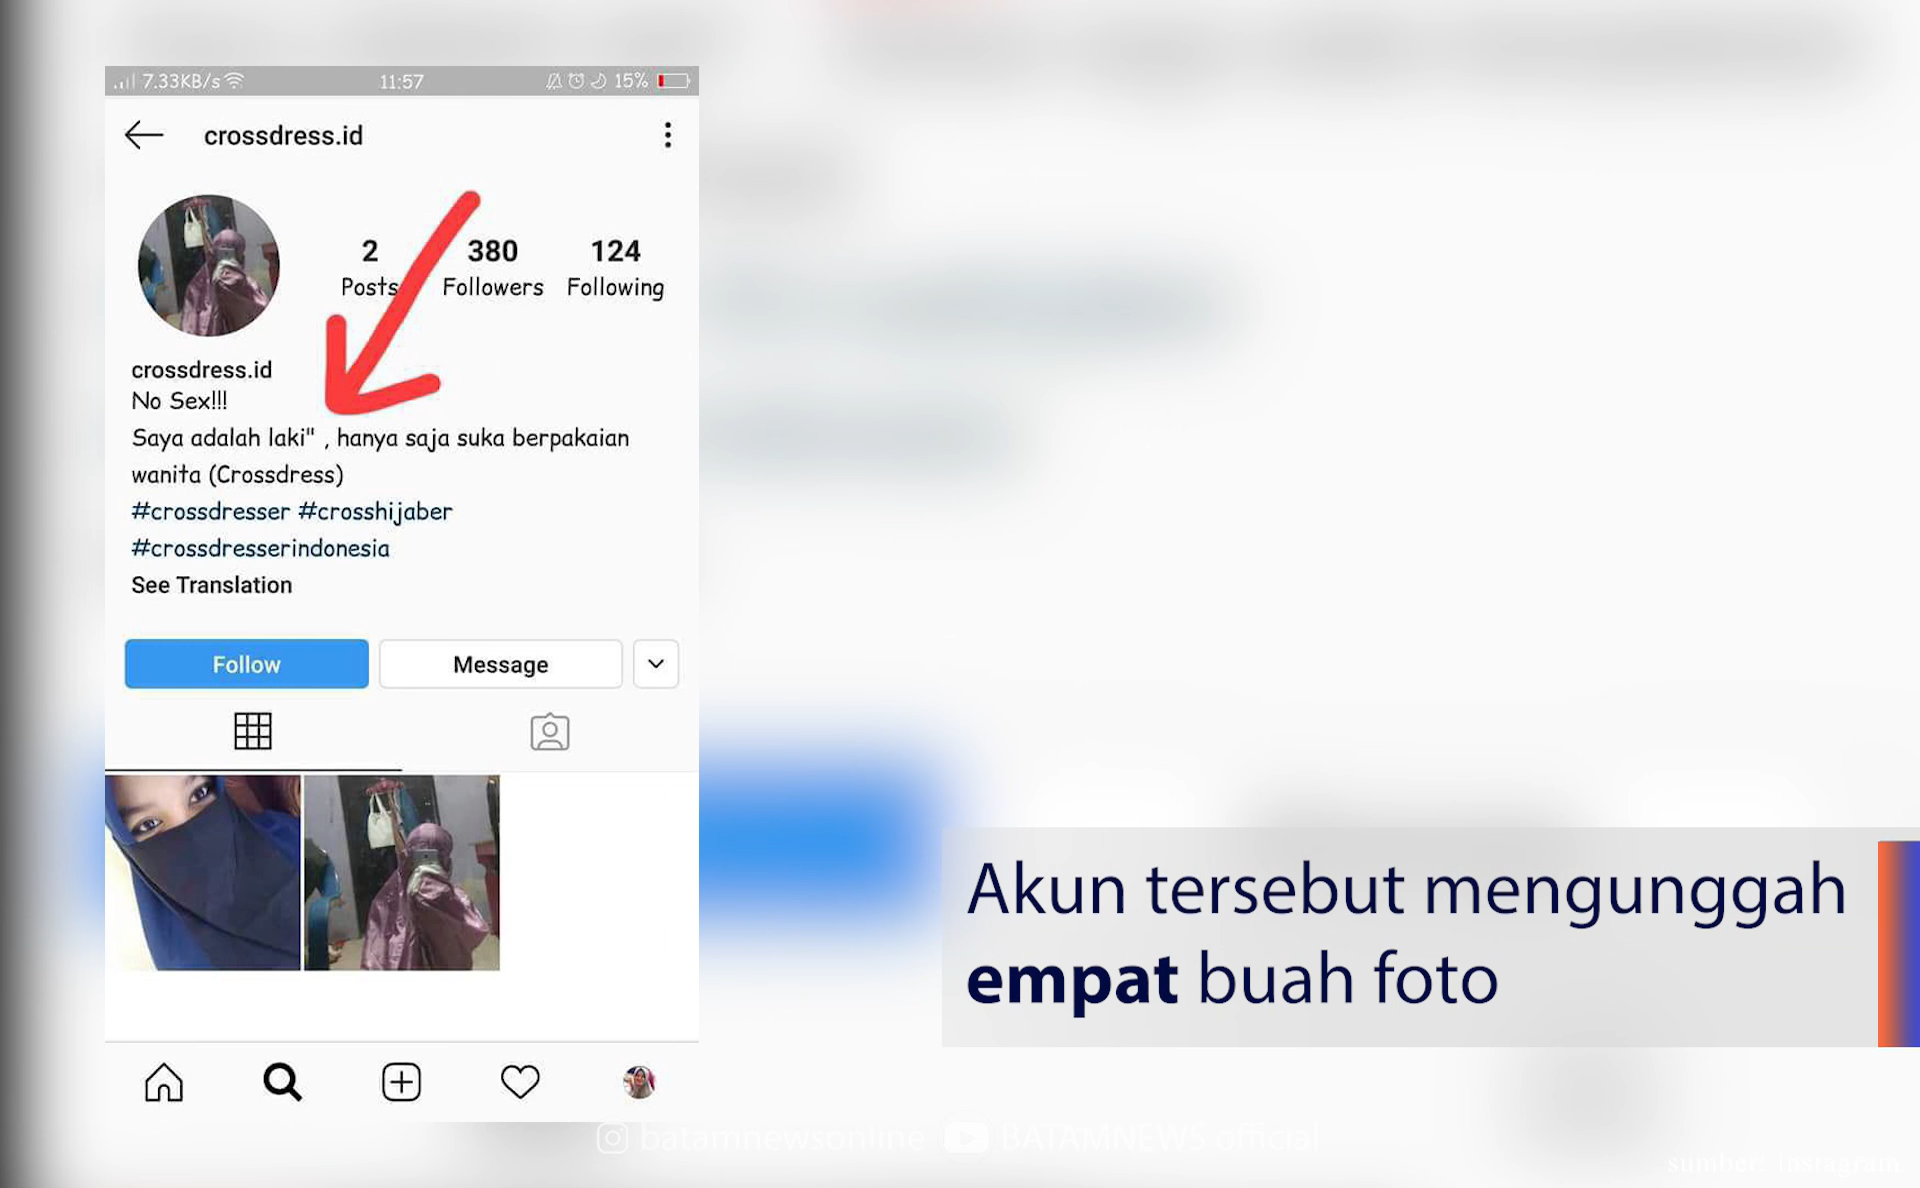 7.33KB/s
11:57
15%
crossdress.id
2
380
124
Posts
Followers
Following
crossdress.id
No Sex!!!
Saya adalah laki" , hanya saja suka berpakaian
wanita (Crossdress)
#crossdresser #crosshijaber
#crossdresserindonesia
See Translation
Follow
Message
Akun tersebut mengunggah
empat buah foto
batamnewsonline
BATAMNEWS official
sumber: instagram